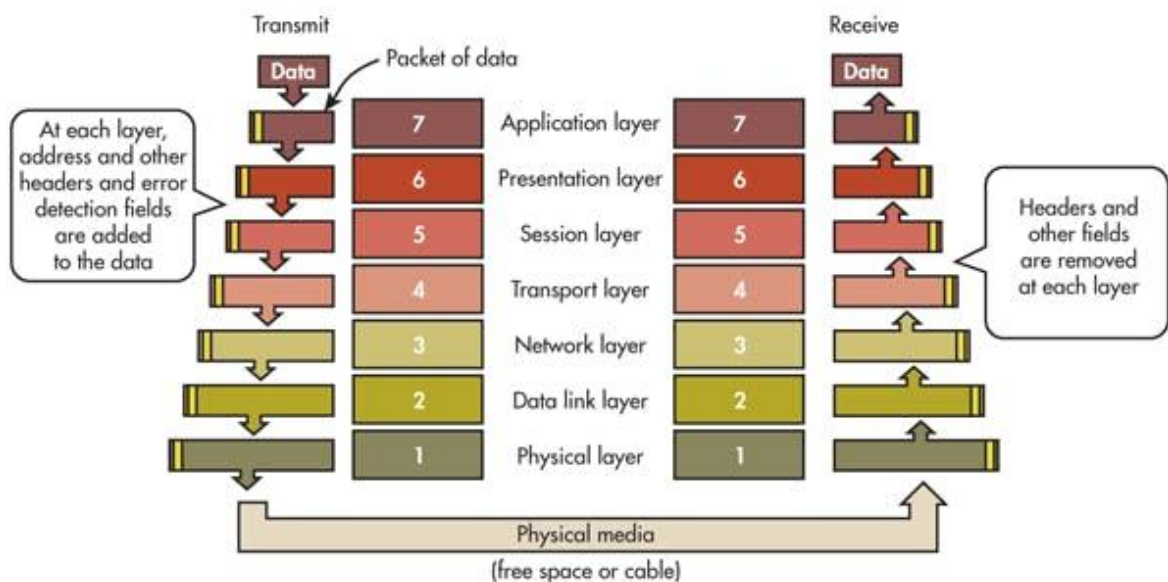 Transmit
Receive
Data
Packet of data
Data
At each layer,
address and other
headers and error
detection fields
are added
to the data
7 Application layer 7
6 Presentation layer 6
5 Session layer 5
4 Transport layer 4
3 Network layer 3
2 Data link layer 2
1 Physical layer 1
Headers and
other fields
are removed
at each layer
Physical media
(free space or cable)